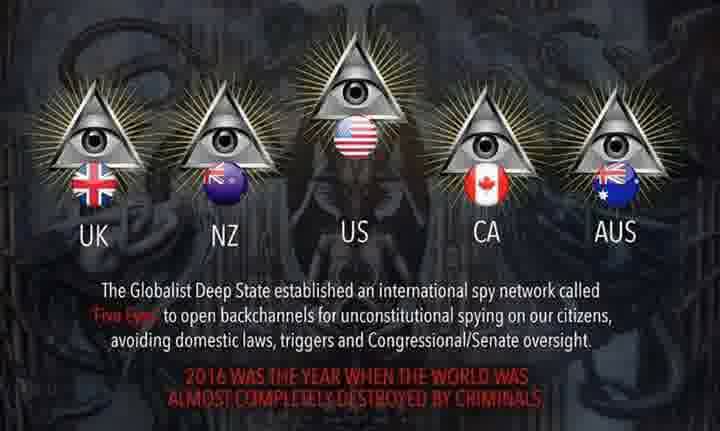 UK
NZ
US
CA
AUS
The Globalist Deep State established an international spy network called
'Five Eyes' to open backchannels for unconstitutional spying on our citizens,
avoiding domestic laws, triggers and Congressional/Senate oversight.
2016 WAS THE YEAR WHEN THE WORLD WAS
ALMOST COMPLETELY DESTROYED BY CRIMINALS